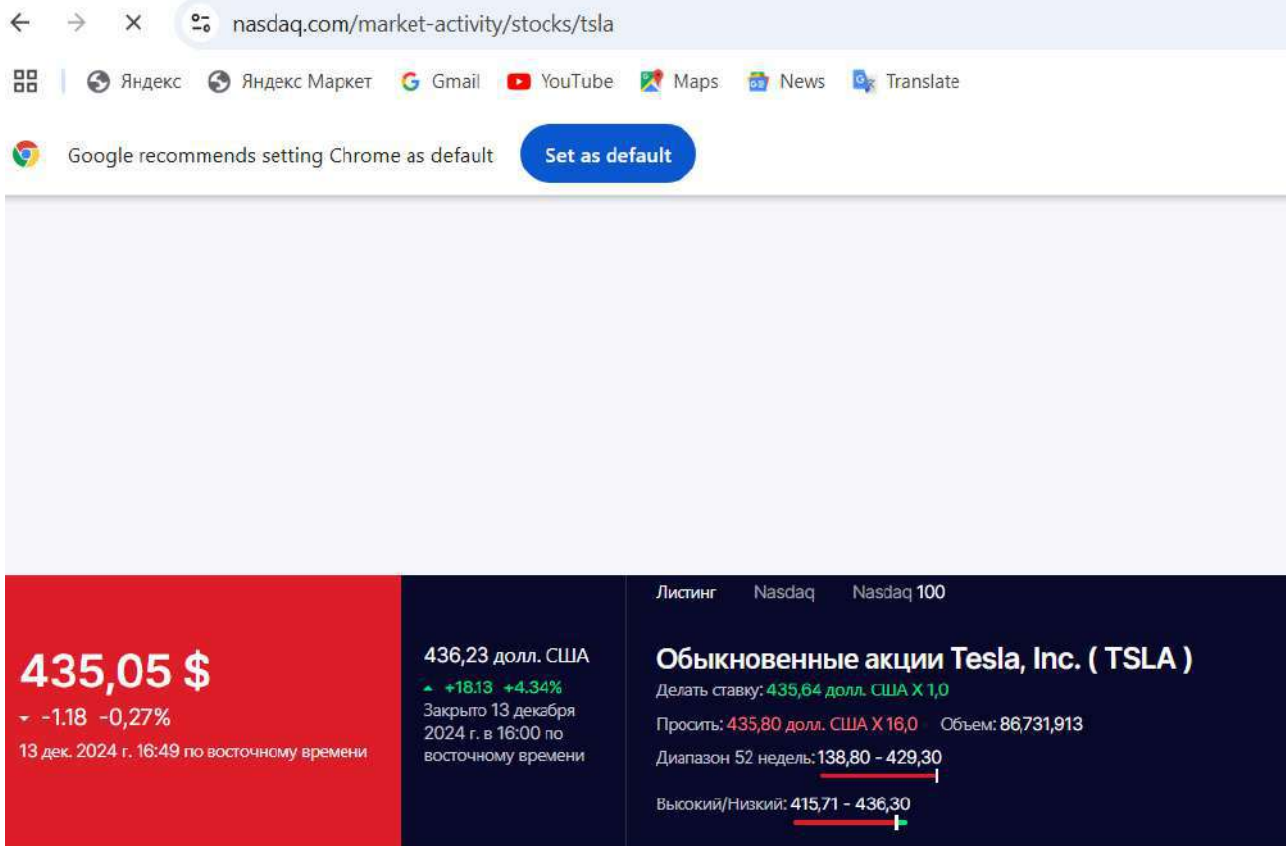 nasdaq.com/market-activity/stocks/tsla
Яндекс Яндекс Маркет Gmail YouTube Maps News Translate
Google recommends setting Chrome as default Set as default
Листинг Nasdaq Nasdaq 100
435,05 $
-1.18 -0,27%
13 дек. 2024 г. 16:49 по восточному времени
436,23 долл. США
+18.13 +4.34%
Закрыто 13 декабря
2024 г. в 16:00 по
восточному времени
Обыкновенные акции Tesla, Inc. ( TSLA )
Делать ставку: 435,64 долл. США X 1,0
Просить: 435,80 долл. США X 16,0 Объем: 86,731,913
Диапазон 52 недель: 138,80 - 429,30
Высокий/Низкий: 415,71 - 436,30